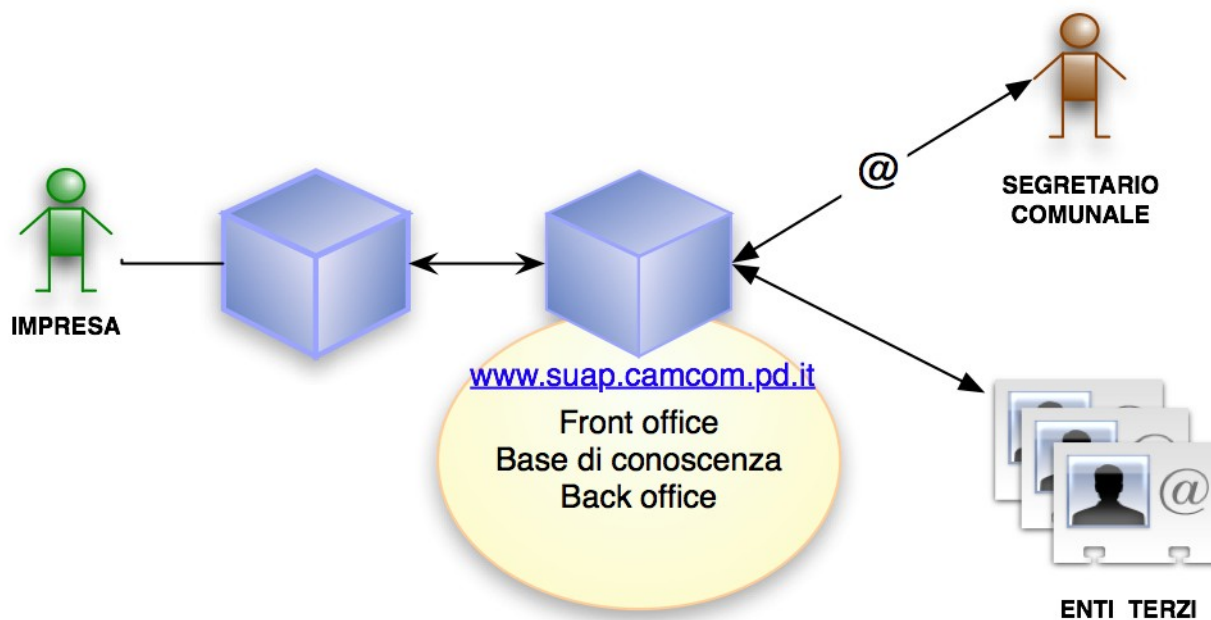 @
SEGRETARIO
COMUNALE
IMPRESA
www.suap.camcom.pd.it
Front office
Base di conoscenza
Back office
@
@
@
ENTI TERZI